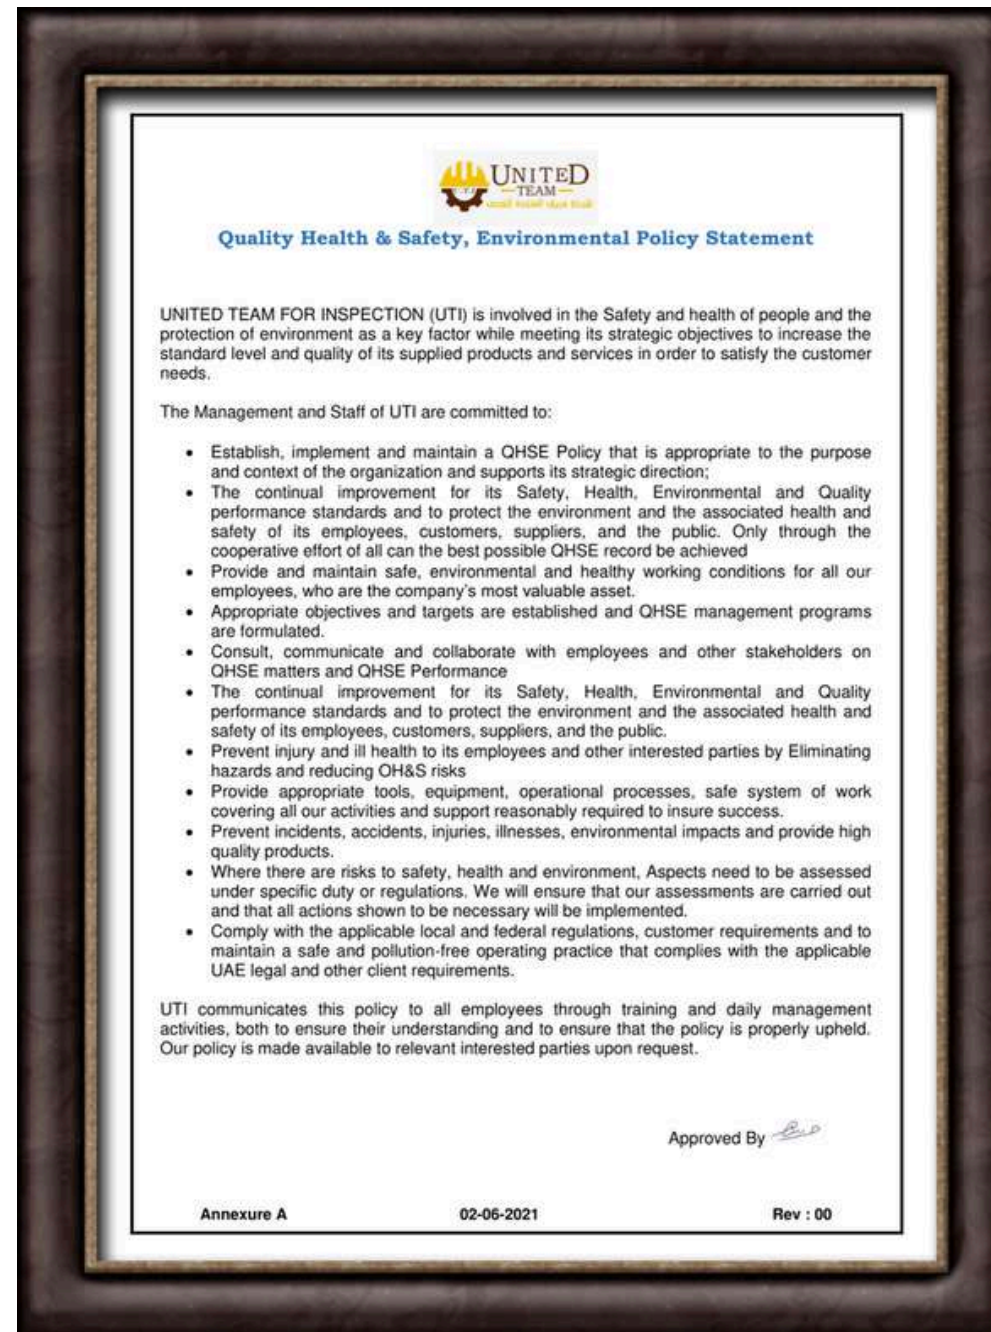 UNITED
TEAM
Quality Health & Safety, Environmental Policy Statement
UNITED TEAM FOR INSPECTION (UTI) is involved in the Safety and health of people and the
protection of environment as a key factor while meeting its strategic objectives to increase the
standard level and quality of its supplied products and services in order to satisfy the customer
needs.
The Management and Staff of UTI are committed to:
• Establish, implement and maintain a QHSE Policy that is appropriate to the purpose
and context of the organization and supports its strategic direction;
• The continual improvement for its Safety, Health, Environmental and Quality
performance standards and to protect the environment and the associated health and
safety of its employees, customers, suppliers, and the public. Only through the
cooperative effort of all can the best possible QHSE record be achieved
• Provide and maintain safe, environmental and healthy working conditions for all our
employees, who are the company's most valuable asset.
• Appropriate objectives and targets are established and QHSE management programs
are formulated.
• Consult, communicate and collaborate with employees and other stakeholders on
QHSE matters and QHSE Performance
• The continual improvement for its Safety, Health, Environmental and Quality
performance standards and to protect the environment and the associated health and
safety of its employees, customers, suppliers, and the public.
• Prevent injury and ill health to its employees and other interested parties by Eliminating
hazards and reducing OH&S risks
• Provide appropriate tools, equipment, operational processes, safe system of work
covering all our activities and support reasonably required to insure success.
• Prevent incidents, accidents, injuries, illnesses, environmental impacts and provide high
quality products.
• Where there are risks to safety, health and environment, Aspects need to be assessed
under specific duty or regulations. We will ensure that our assessments are carried out
and that all actions shown to be necessary will be implemented.
• Comply with the applicable local and federal regulations, customer requirements and to
maintain a safe and pollution-free operating practice that complies with the applicable
UAE legal and other client requirements.
UTI communicates this policy to all employees through training and daily management
activities, both to ensure their understanding and to ensure that the policy is properly upheld.
Our policy is made available to relevant interested parties upon request.
Approved By
Annexure A 02-06-2021 Rev : 00